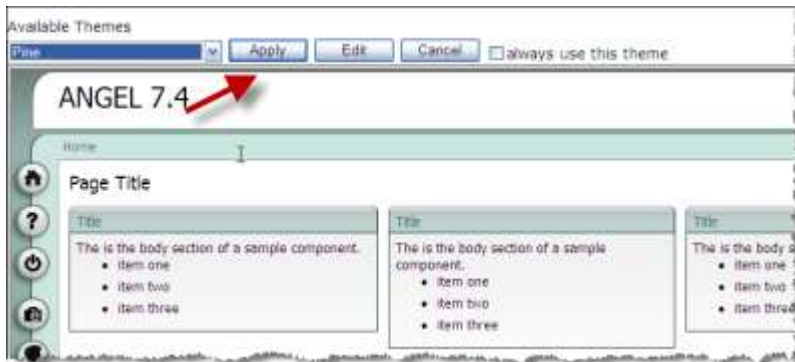 Available Themes
Pine Apply Edit Cancel always use this theme
ANGEL 7.4
Home
Page Title
Title Title Title
The is the body section of a sample component. The is the body section of a sample The is the body s
• item one component. • item one
• item two • item one • item two
• item three • item two • item three
• item three
?